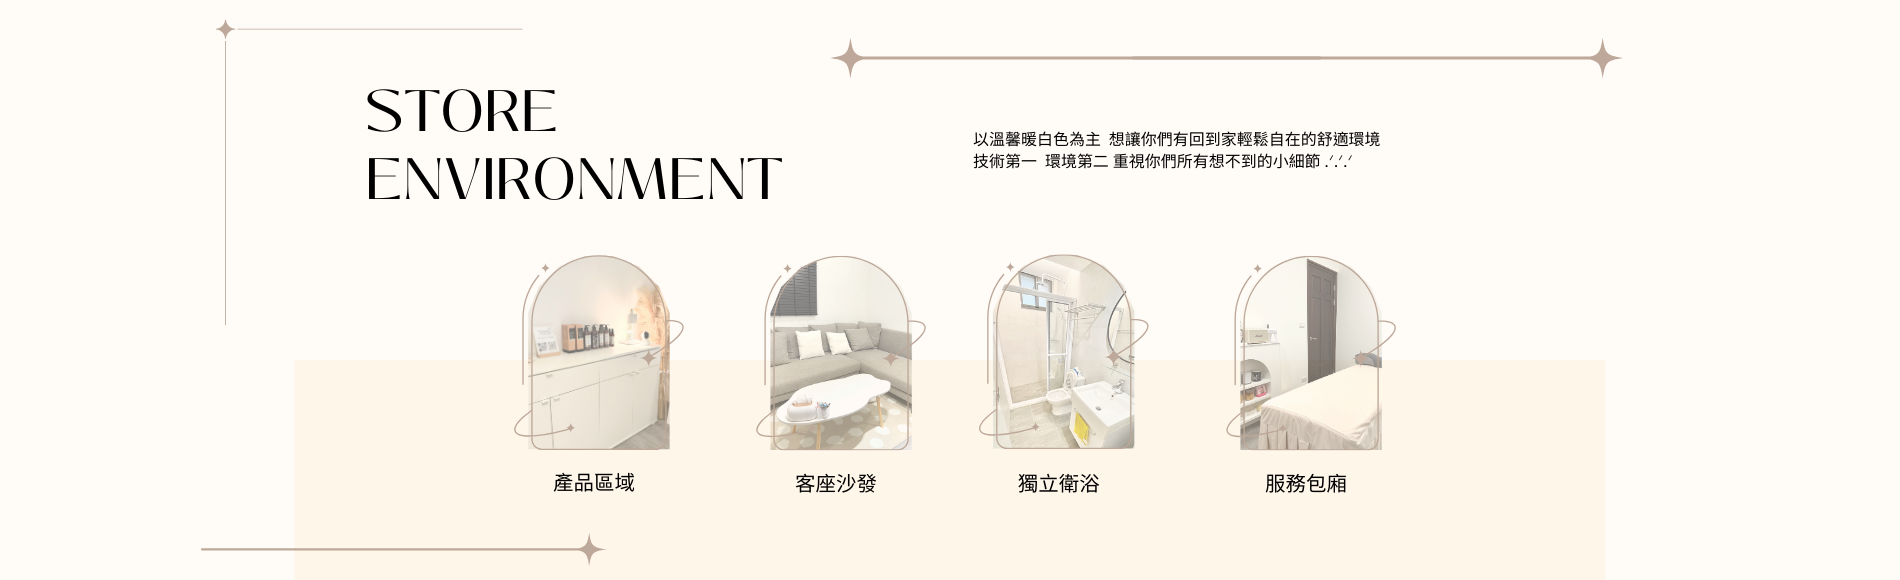 STORE
ENVIRONMENT
以溫馨暖白色為主 想讓你們有回到家輕鬆自在的舒適環境
技術第一 環境第二 重視你們所有想不到的小細節 .ᐟ.ᐟ.ᐟ
產品區域
客座沙發
獨立衛浴
服務包廂